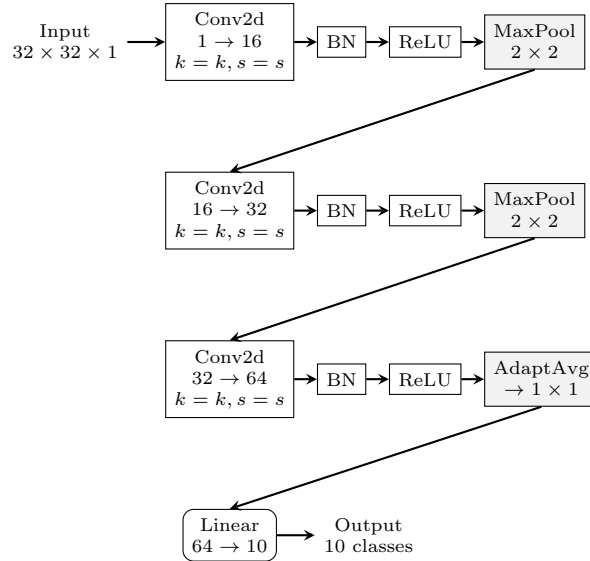 Input
32 × 32 × 1
Conv2d
1 → 16
k = k, s = s
BN
ReLU
MaxPool
2 × 2
Conv2d
16 → 32
k = k, s = s
BN
ReLU
MaxPool
2 × 2
Conv2d
32 → 64
k = k, s = s
BN
ReLU
AdaptAvg
→ 1 × 1
Linear
64 → 10
Output
10 classes